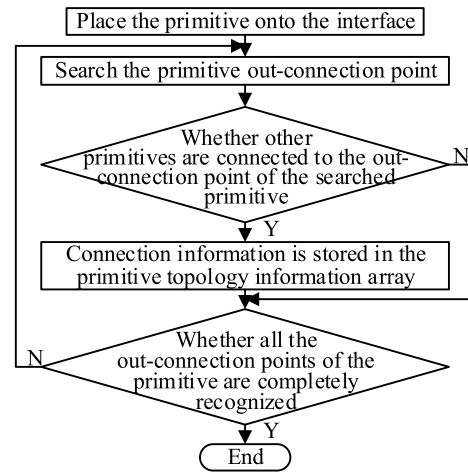 Place the primitive onto the interface
Search the primitive out-connection point
Whether other
primitives are connected to the out-
connection point of the searched
primitive
N
Y
Connection information is stored in the
primitive topology information array
Whether all the
out-connection points of the
primitive are completely
recognized
N
Y
End